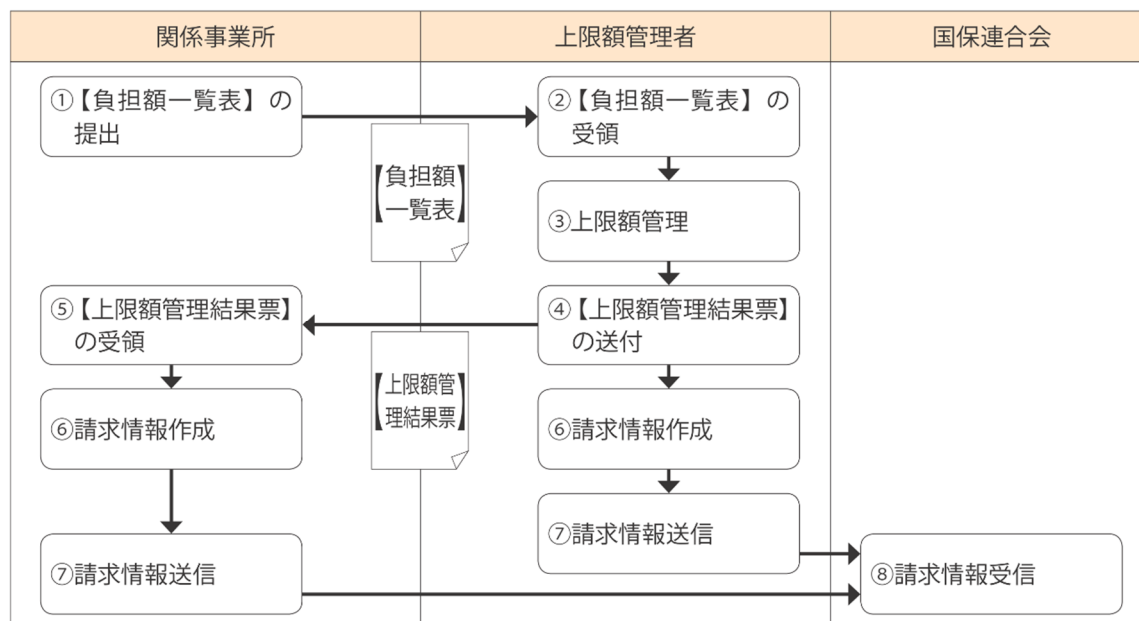 関係事業所
上限額管理者
国保連合会
①【負担額一覧表】の
提出
②【負担額一覧表】の
受領
【負担額
一覧表】
③上限額管理
⑤【上限額管理結果票】
の受領
④【上限額管理結果票】
の送付
【上限額管
理結果票】
⑥請求情報作成
⑥請求情報作成
⑦請求情報送信
⑦請求情報送信
⑧請求情報受信